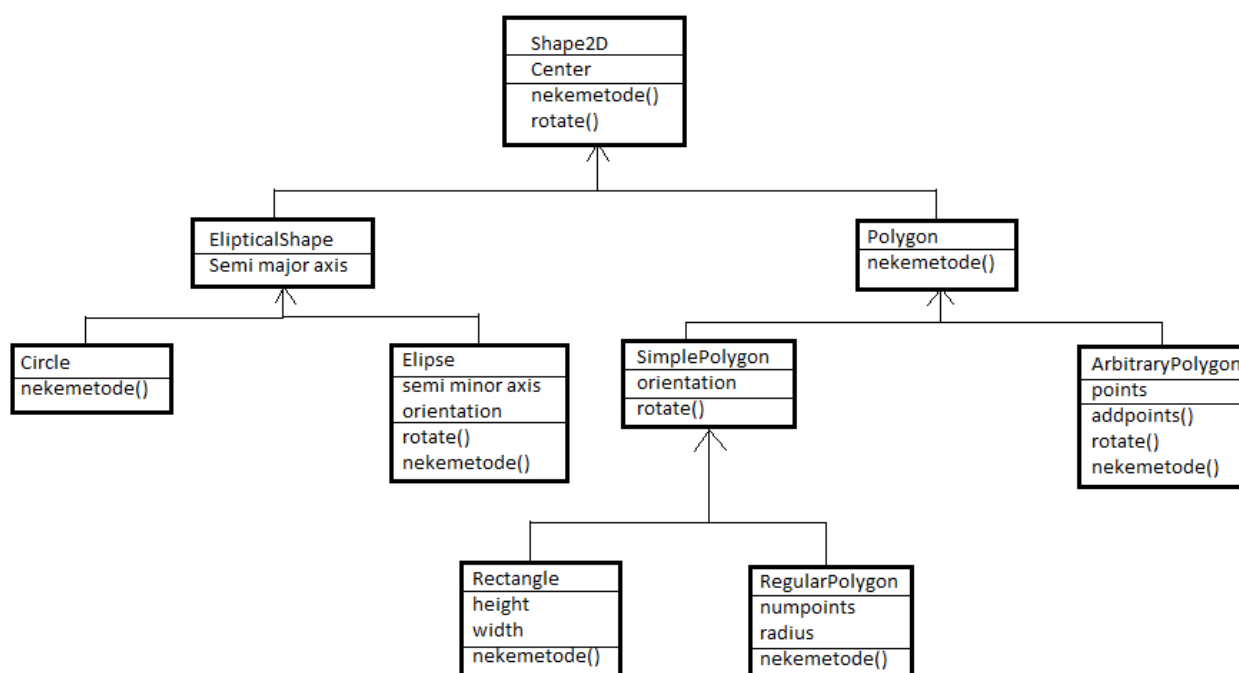 Shape2D
Center
nekemetode()
rotate()
ElipticalShape
Semi major axis
Polygon
nekemetode()
Circle
nekemetode()
Elipse
semi minor axis
orientation
rotate()
nekemetode()
SimplePolygon
orientation
rotate()
ArbitraryPolygon
points
addpoints()
rotate()
nekemetode()
Rectangle
height
width
nekemetode()
RegularPolygon
numpoints
radius
nekemetode()